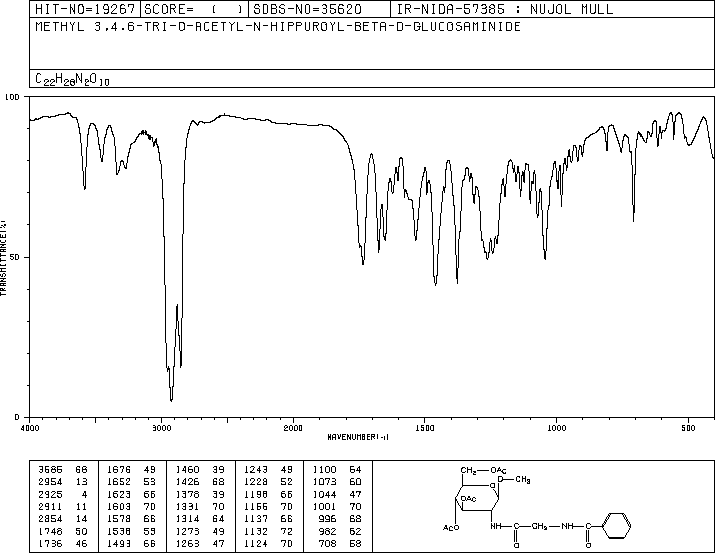 HIT-NO=19267 SCORE= ( ) SDBS-NO=35620 IR-NIDA-57385 : NUJOL MULL
METHYL 3,4,6-TRI-O-ACETYL-N-HIPPUROYL-BETA-D-GLUCOSAMINIDE
C22H28N2O10
100
50
0
TRANSMITTANCE(%)
4000 3000 2000 1500 1000 500
WAVENUMBER(-1)
3585 68 1676 49 1460 39 1243 49 1100 64
2954 13 1652 53 1426 68 1228 52 1073 60
2925 4 1623 66 1378 39 1198 66 1044 47
2911 11 1603 70 1331 70 1166 70 1001 70
2854 14 1578 66 1314 64 1137 66 996 68
1748 50 1538 53 1273 49 1132 72 982 62
1736 46 1493 66 1263 47 1124 70 708 58
CH2 OAC
O O CH3
OAC
ACO
NH CH2 NH
O O